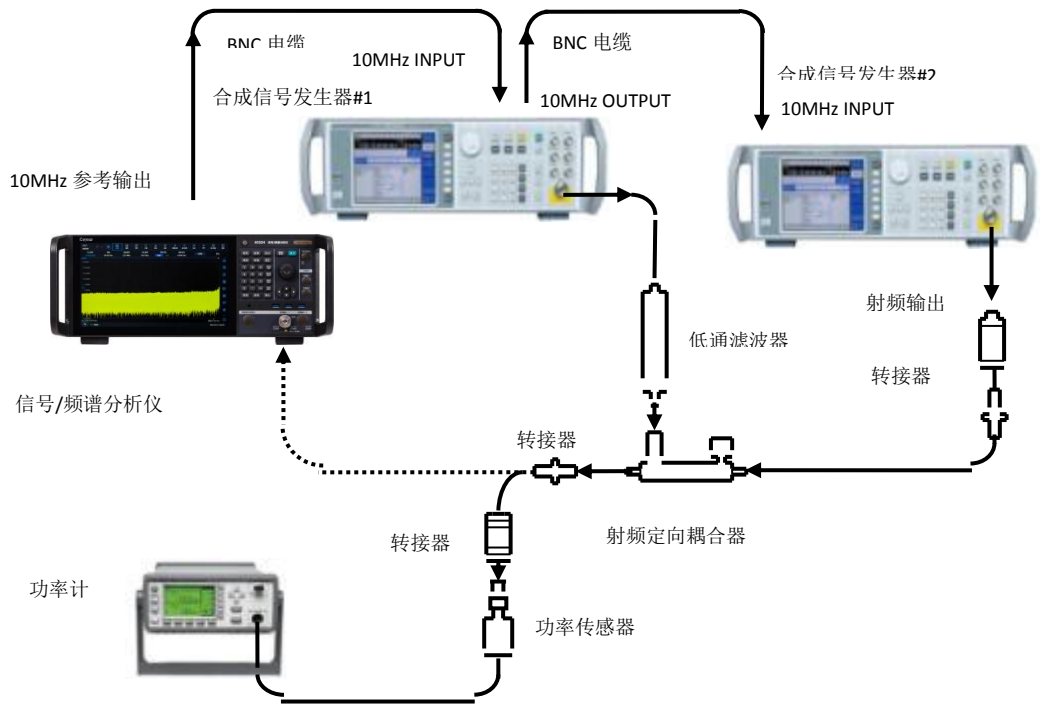 BNC 电缆
10MHz INPUT
BNC 电缆
合成信号发生器#2
合成信号发生器#1
10MHz OUTPUT
10MHz INPUT
10MHz 参考输出
射频输出
低通滤波器
转接器
信号/频谱分析仪
转接器
转接器
射频定向耦合器
功率计
功率传感器